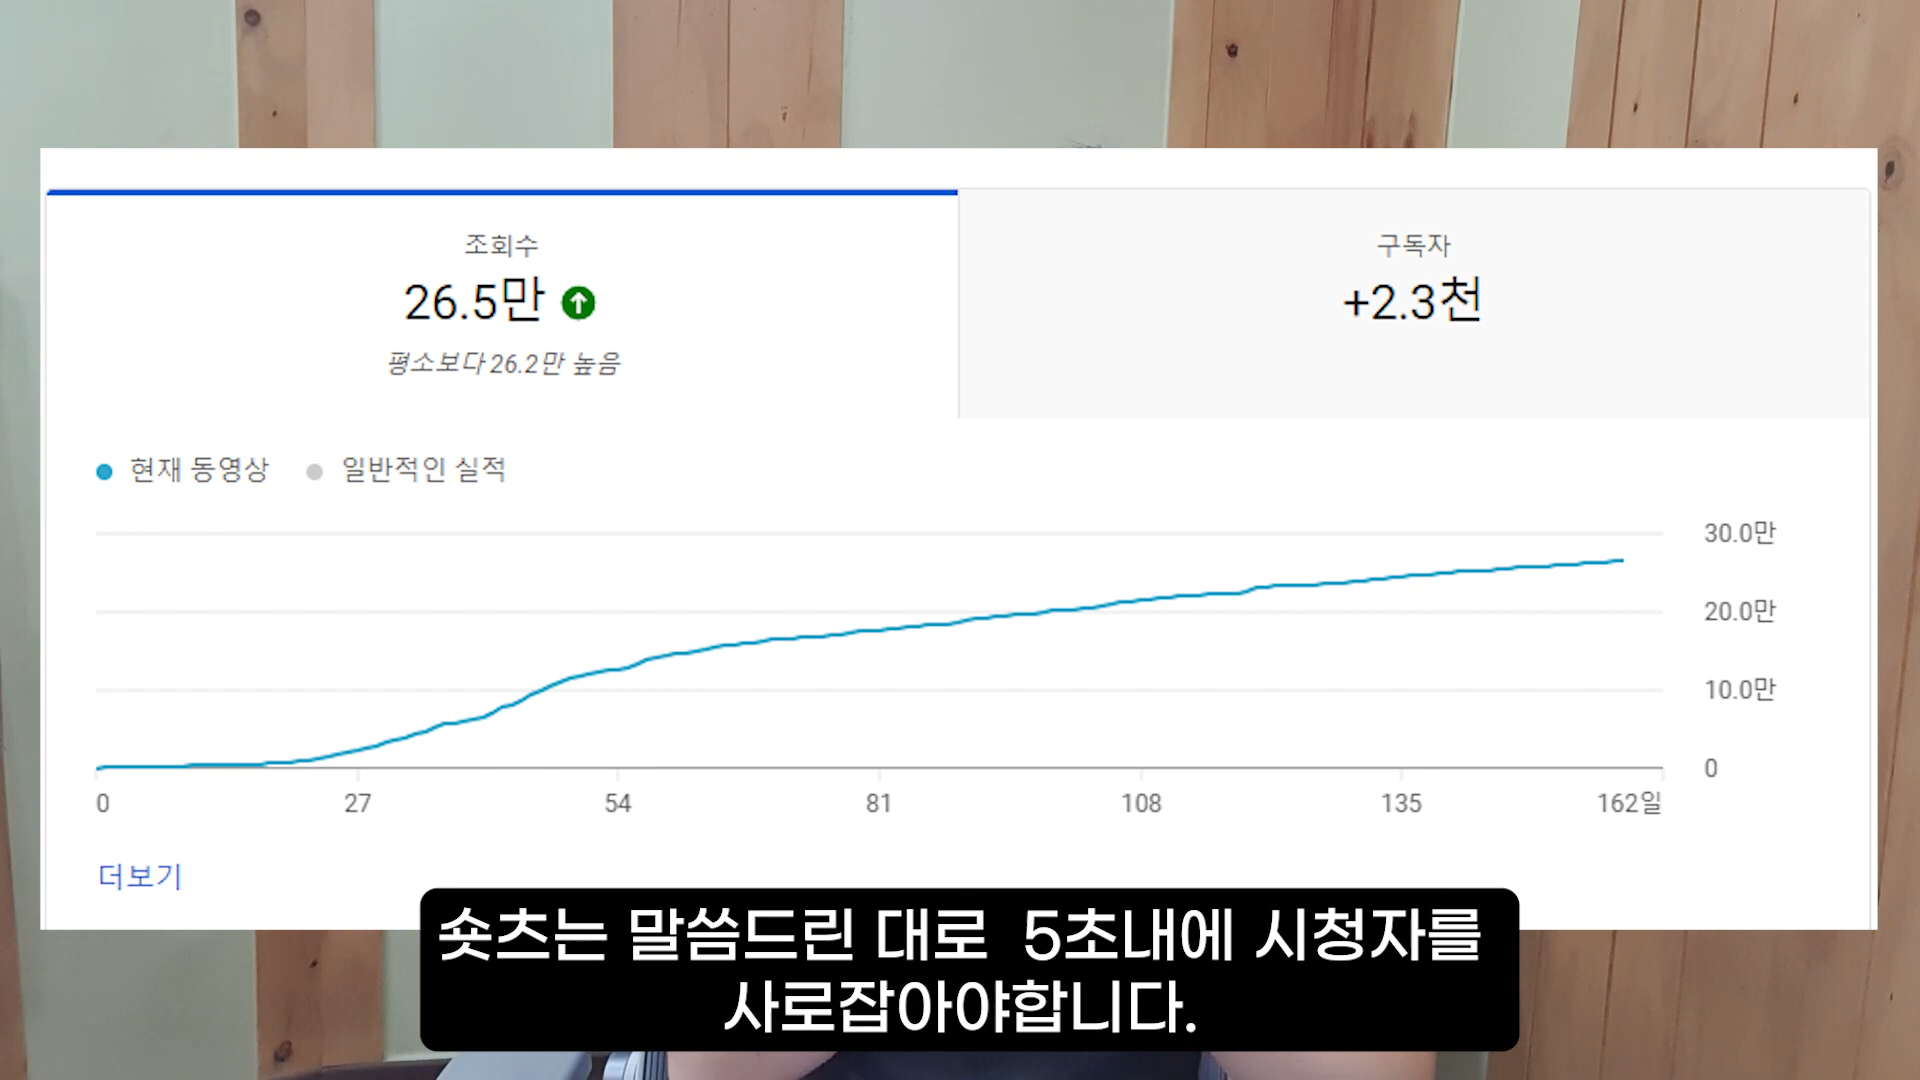 조회수
26.5만
평소보다 26.2만 높음
구독자
+2.3천
현재 동영상
일반적인 실적
30.0만
20.0만
10.0만
0
0 27 54 81 108 135 162일
더보기
숏츠는 말씀드린 대로 5초내에 시청자를
사로잡아야합니다.